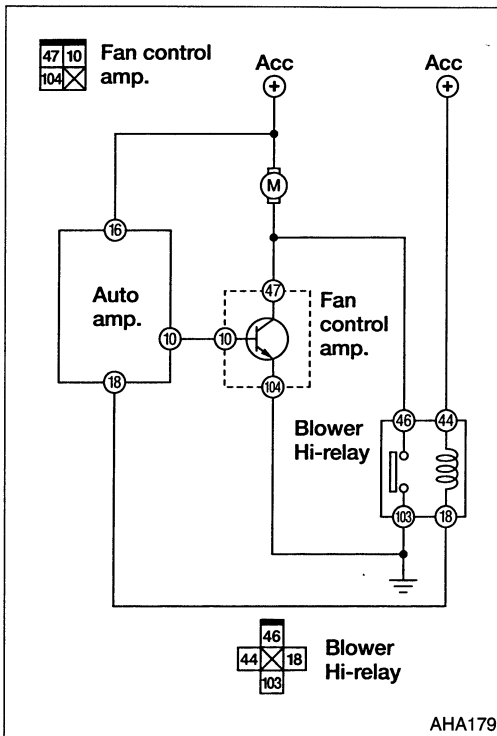 47 10
104
Fan control
amp.
Acc
+
Acc
+
M
16
Auto
amp.
10
18
10
47
104
Fan
control
amp.
Blower
Hi-relay
46 44
103 18
46
44 18
103
Blower
Hi-relay
AHA179